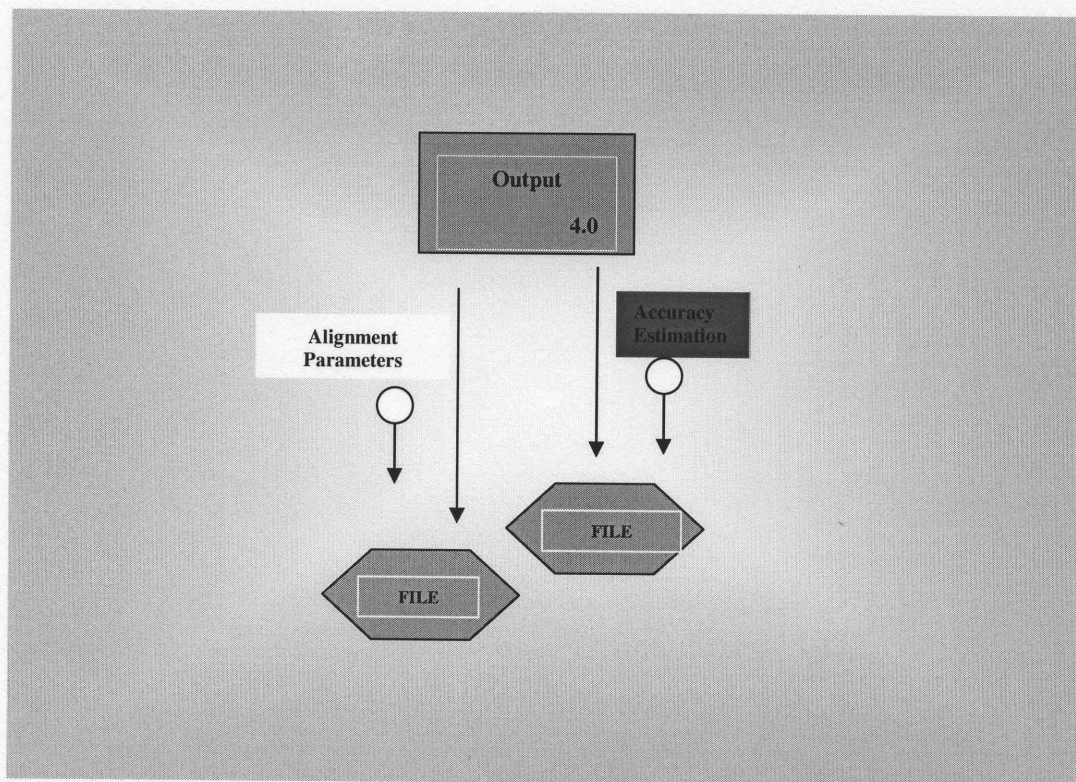 Output
4.0
Alignment
Parameters
Accuracy
Estimation
FILE
FILE